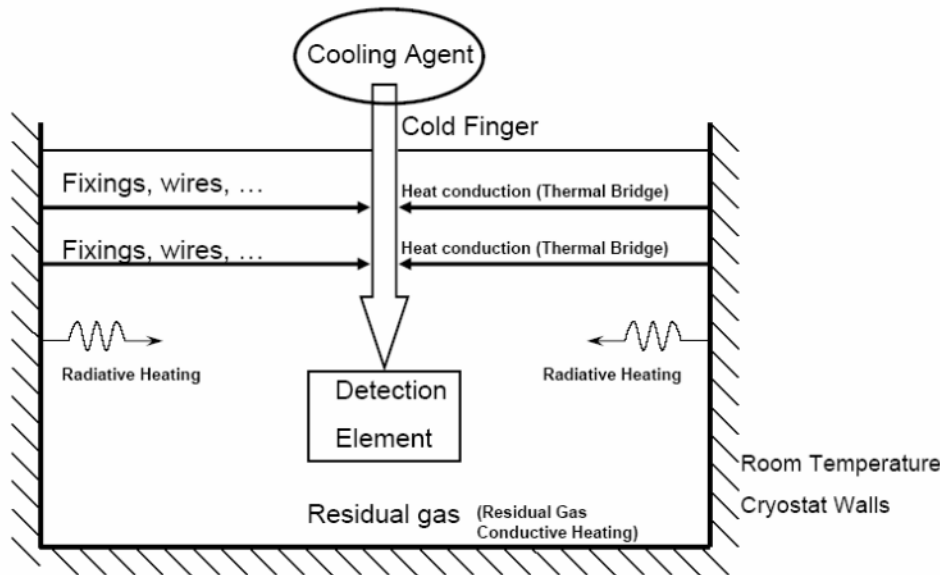 Cooling Agent
Cold Finger
Fixings, wires, ...
Heat conduction (Thermal Bridge)
Fixings, wires, ...
Heat conduction (Thermal Bridge)
Radiative Heating
Radiative Heating
Detection
Element
Room Temperature
Cryostat Walls
Residual gas (Residual Gas
Conductive Heating)